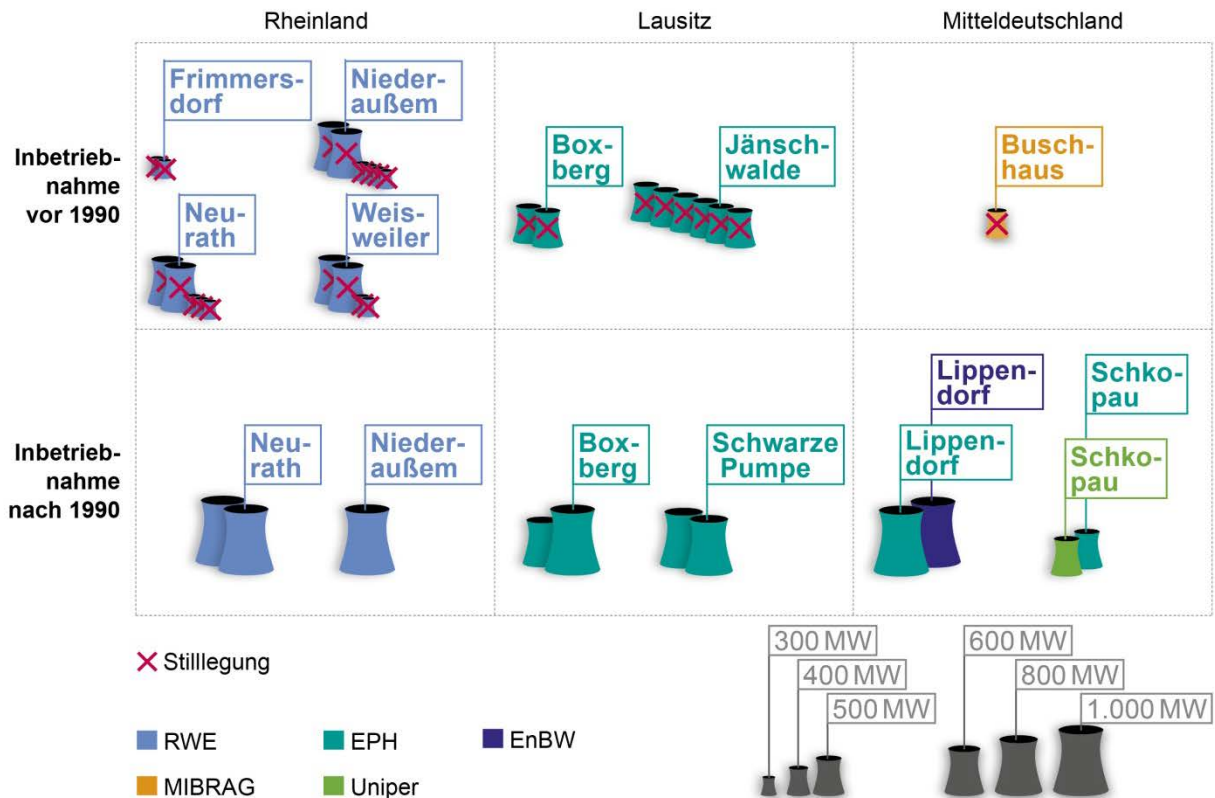 Rheinland
Lausitz
Mitteldeutschland
Inbetrieb-
nahme
vor 1990
Frimmers-
dorf
Nieder-
außem
Neu-
rath
Weis-
weiler
Box-
berg
Jänsch-
walde
Busch-
haus
Inbetrieb-
nahme
nach 1990
Neu-
rath
Nieder-
außem
Box-
berg
Schwarze
Pumpe
Lippen-
dorf
Lippen-
dorf
Schko-
pau
Schko-
pau
Stilllegung
RWE
EPH
EnBW
MIBRAG
Uniper
300 MW
400 MW
500 MW
600 MW
800 MW
1.000 MW